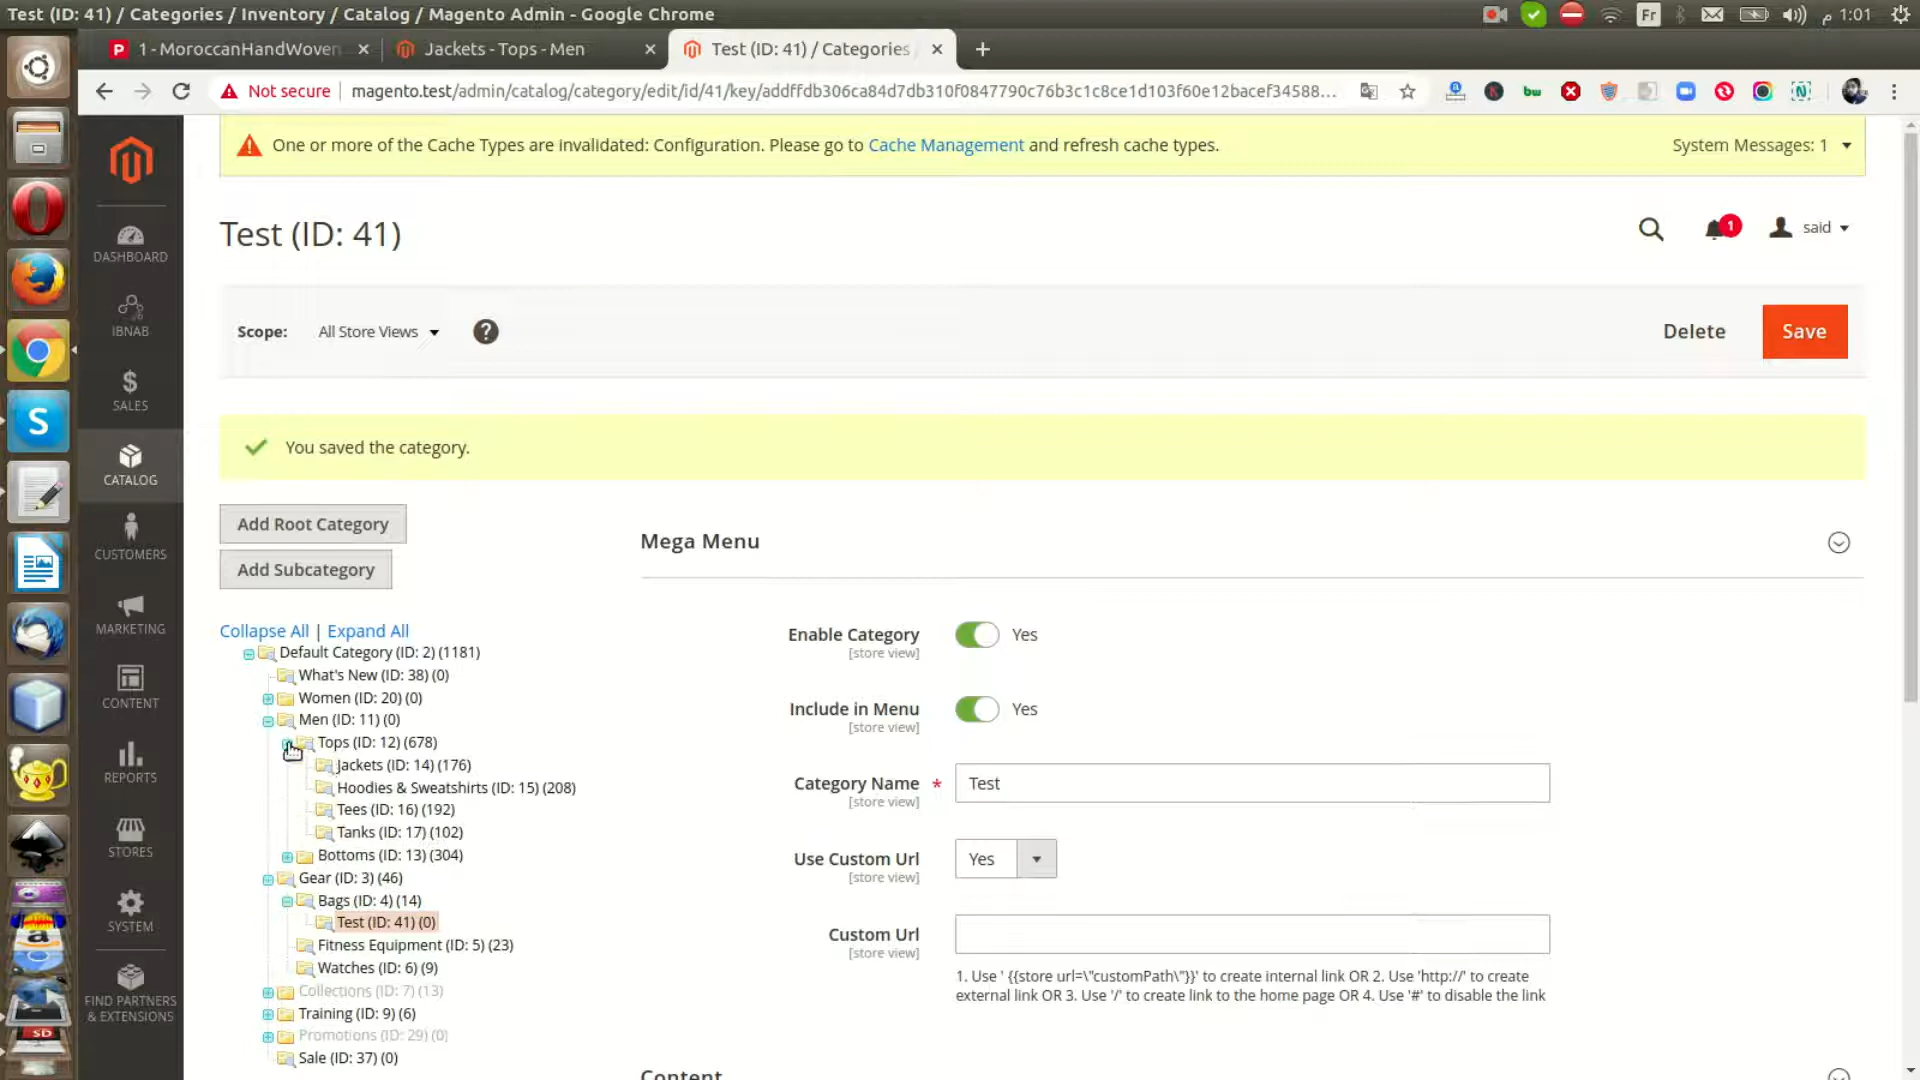 Test (ID: 41) / Categories / Inventory / Catalog / Magento Admin - Google Chrome
Fr
1:01 م
1 - MoroccanHandWoven
Jackets - Tops - Men
Test (ID: 41) / Categories
Not secure
magento.test/admin/catalog/category/edit/id/41/key/addffdb306ca84d7db310f0847790c76b3c1c8ce1d103f60e12bacef34588...
One or more of the Cache Types are invalidated: Configuration. Please go to Cache Management and refresh cache types.
System Messages: 1
Test (ID: 41)
1
said
Scope:
All Store Views
?
Delete
Save
You saved the category.
DASHBOARD
IBNAB
SALES
CATALOG
CUSTOMERS
MARKETING
CONTENT
REPORTS
STORES
SYSTEM
FIND PARTNERS
& EXTENSIONS
Add Root Category
Add Subcategory
Collapse All | Expand All
Default Category (ID: 2) (1181)
What's New (ID: 38) (0)
Women (ID: 20) (0)
Men (ID: 11) (0)
Tops (ID: 12) (678)
Jackets (ID: 14) (176)
Hoodies & Sweatshirts (ID: 15) (208)
Tees (ID: 16) (192)
Tanks (ID: 17) (102)
Bottoms (ID: 13) (304)
Gear (ID: 3) (46)
Bags (ID: 4) (14)
Test (ID: 41) (0)
Fitness Equipment (ID: 5) (23)
Watches (ID: 6) (9)
Collections (ID: 7) (13)
Training (ID: 9) (6)
Promotions (ID: 29) (0)
Sale (ID: 37) (0)
Mega Menu
Enable Category
[store view]
Yes
Include in Menu
[store view]
Yes
Category Name *
[store view]
Test
Use Custom Url
[store view]
Yes
Custom Url
[store view]
1. Use ' {{store url=\"customPath\"}}' to create internal link OR 2. Use 'http://' to create
external link OR 3. Use '/' to create link to the home page OR 4. Use '#' to disable the link
Content
S
SD
a
bw
N